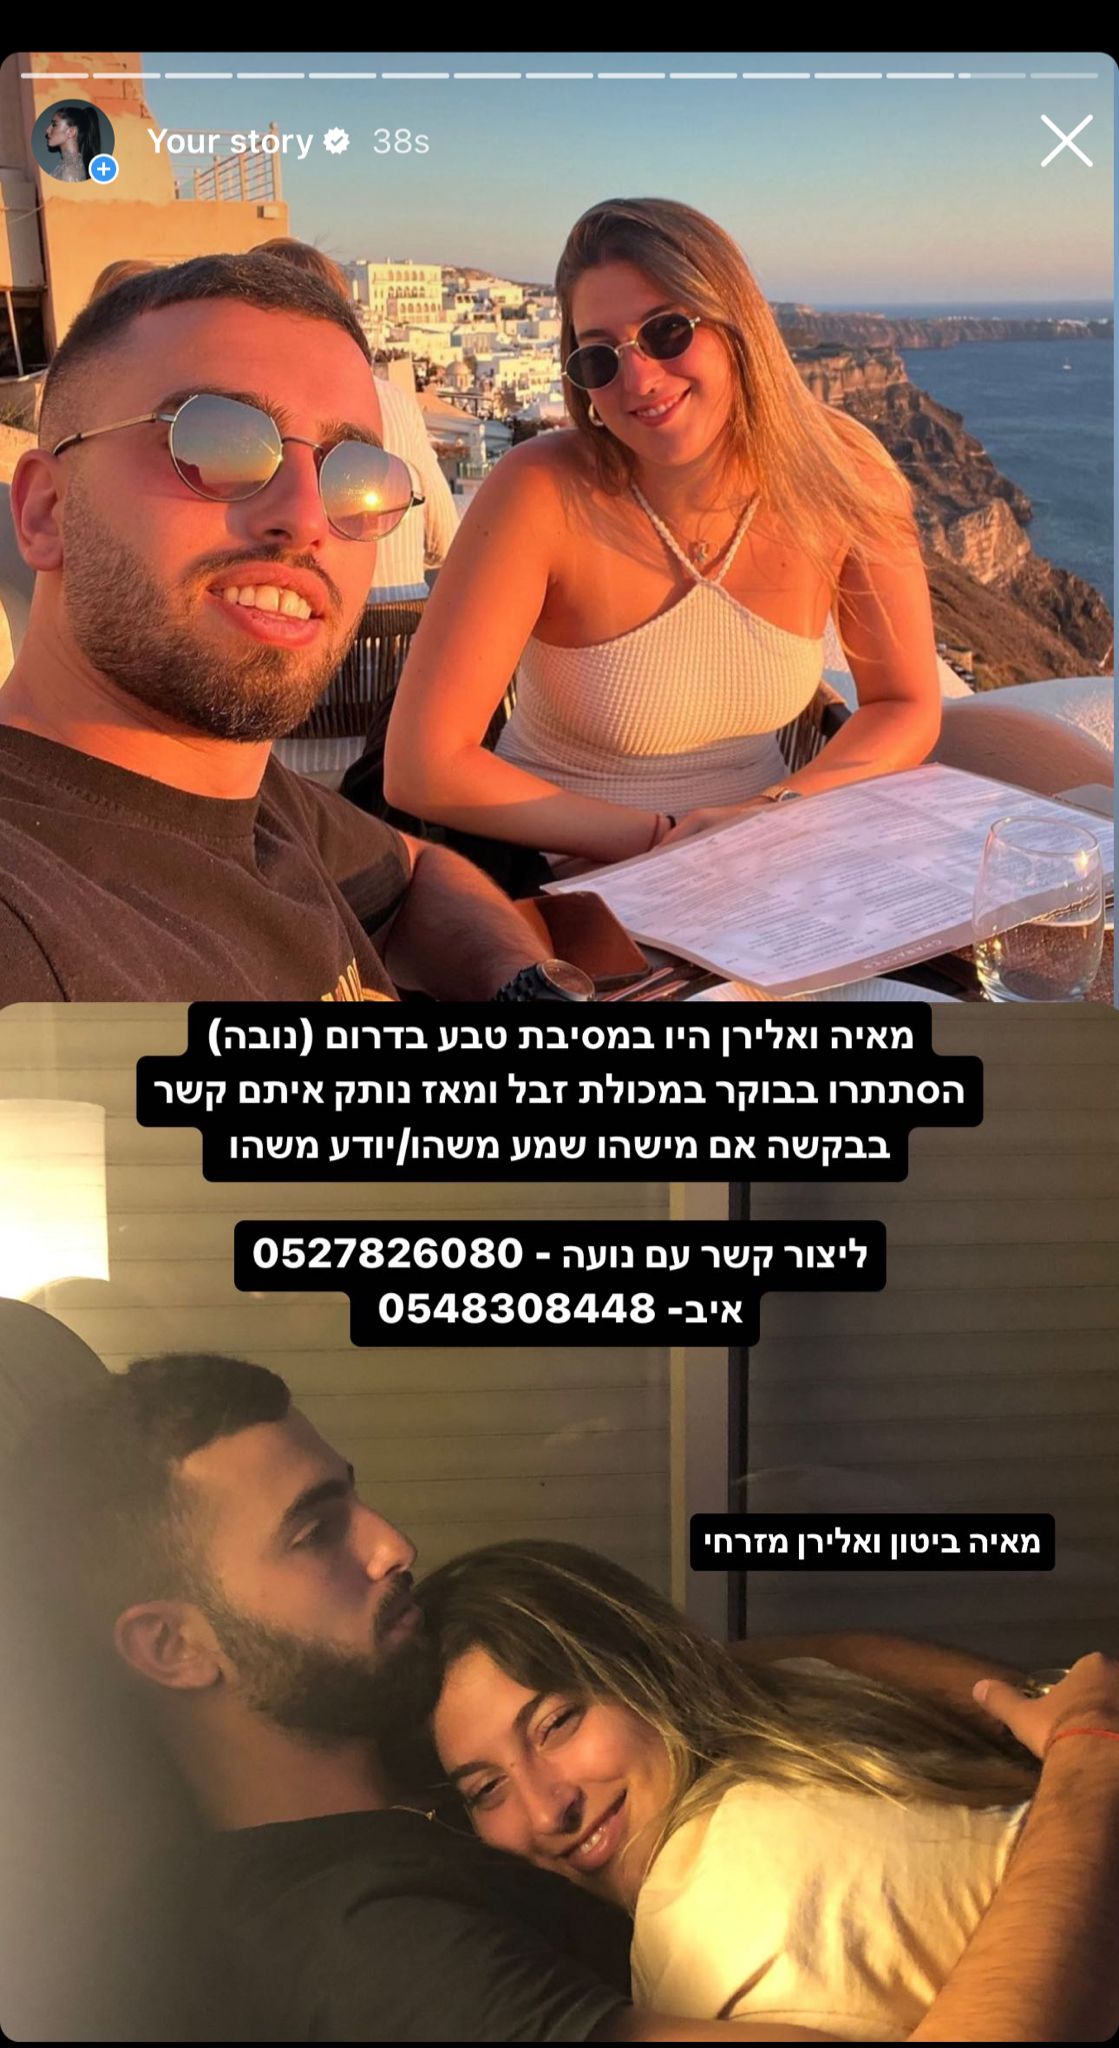 Your story 38s
מאיה ואלירן היו במסיבת טבע בדרום (נובה)
הסתתרו בבוקר במכולת זבל ומאז נותק איתם קשר
בבקשה אם מישהו שמע משהו/יודע משהו
ליצור קשר עם נועה - 0527826080
איב- 0548308448
מאיה ביטון ואלירן מזרחי